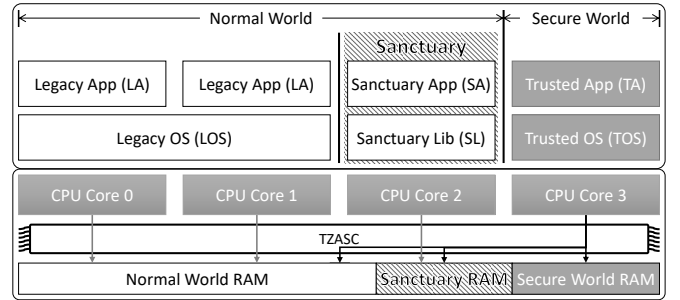 Normal World Secure World
Sanctuary
Legacy App (LA) Legacy App (LA) Sanctuary App (SA) Trusted App (TA)
Legacy OS (LOS) Sanctuary Lib (SL) Trusted OS (TOS)
CPU Core 0 CPU Core 1 CPU Core 2 CPU Core 3
TZASC
Normal World RAM Sanctuary RAM Secure World RAM